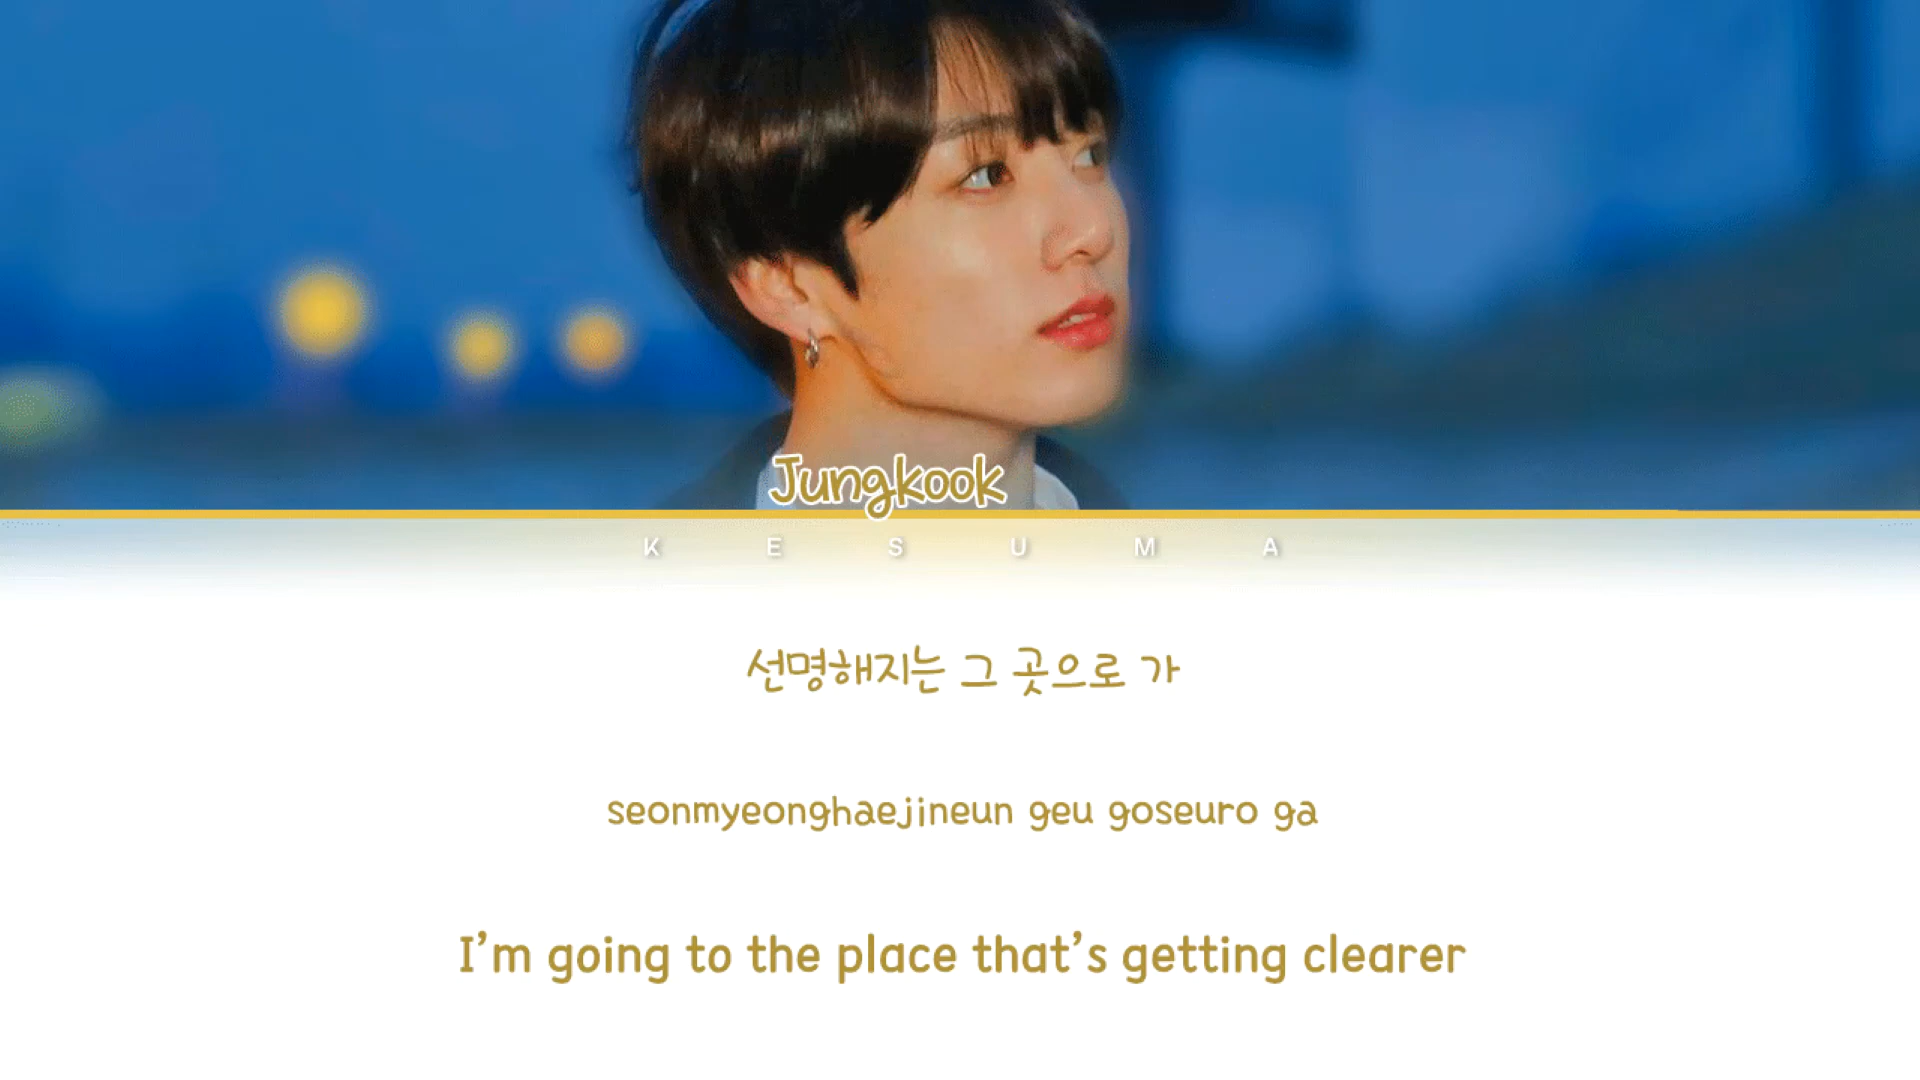 Jungkook
KESUMA
선명해지는 그 곳으로 가
seonmyeonghaejineun geu goseuro ga
I'm going to the place that's getting clearer